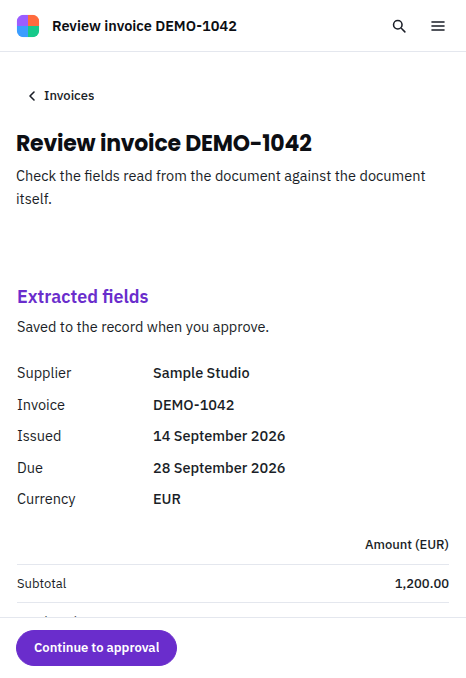 Review invoice DEMO-1042
Invoices
Review invoice DEMO-1042
Check the fields read from the document against the document
itself.
Extracted fields
Saved to the record when you approve.
Supplier Sample Studio
Invoice DEMO-1042
Issued 14 September 2026
Due 28 September 2026
Currency EUR
Amount (EUR)
Subtotal 1,200.00
Continue to approval